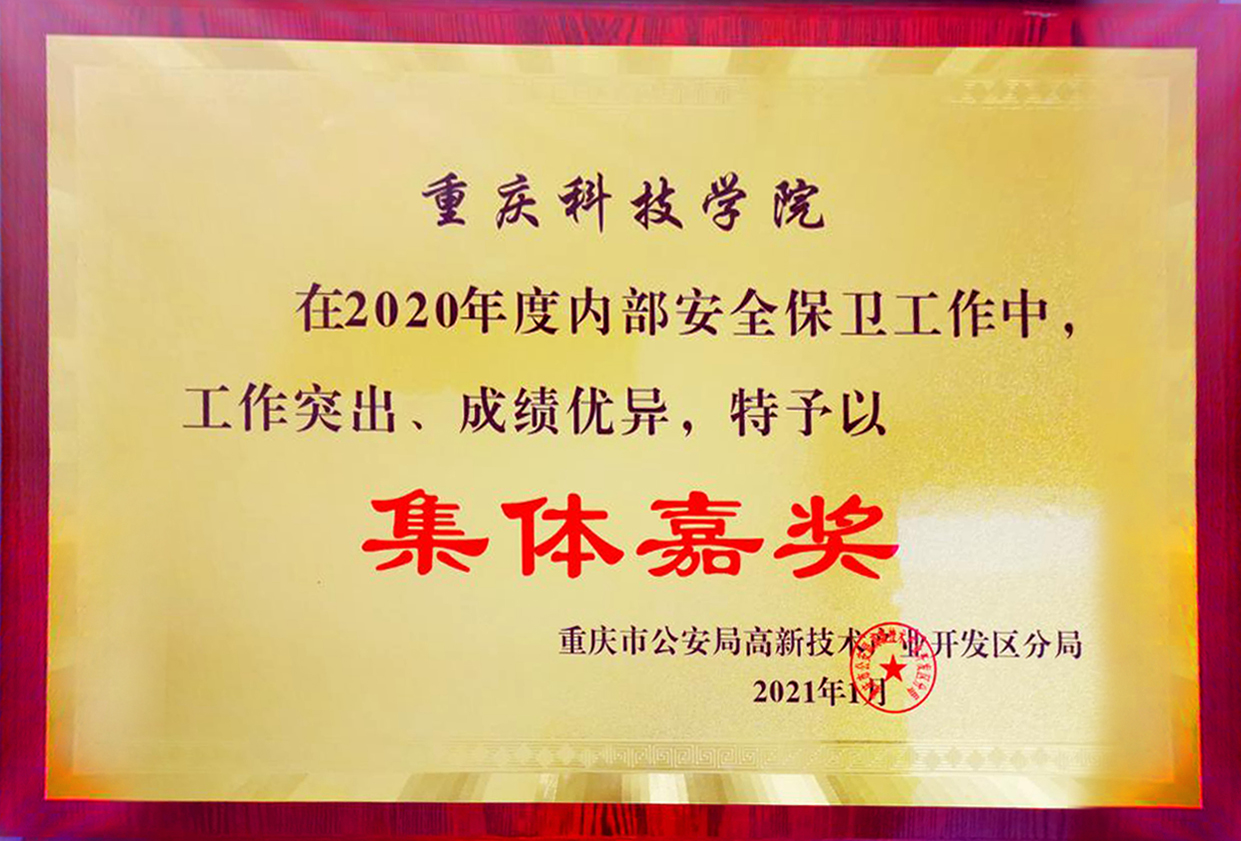 重庆科技学院
在2020年度内部安全保卫工作中，
工作突出、成绩优异，特予以
集体嘉奖
重庆市公安局高新技术产业开发区分局
2021年1月